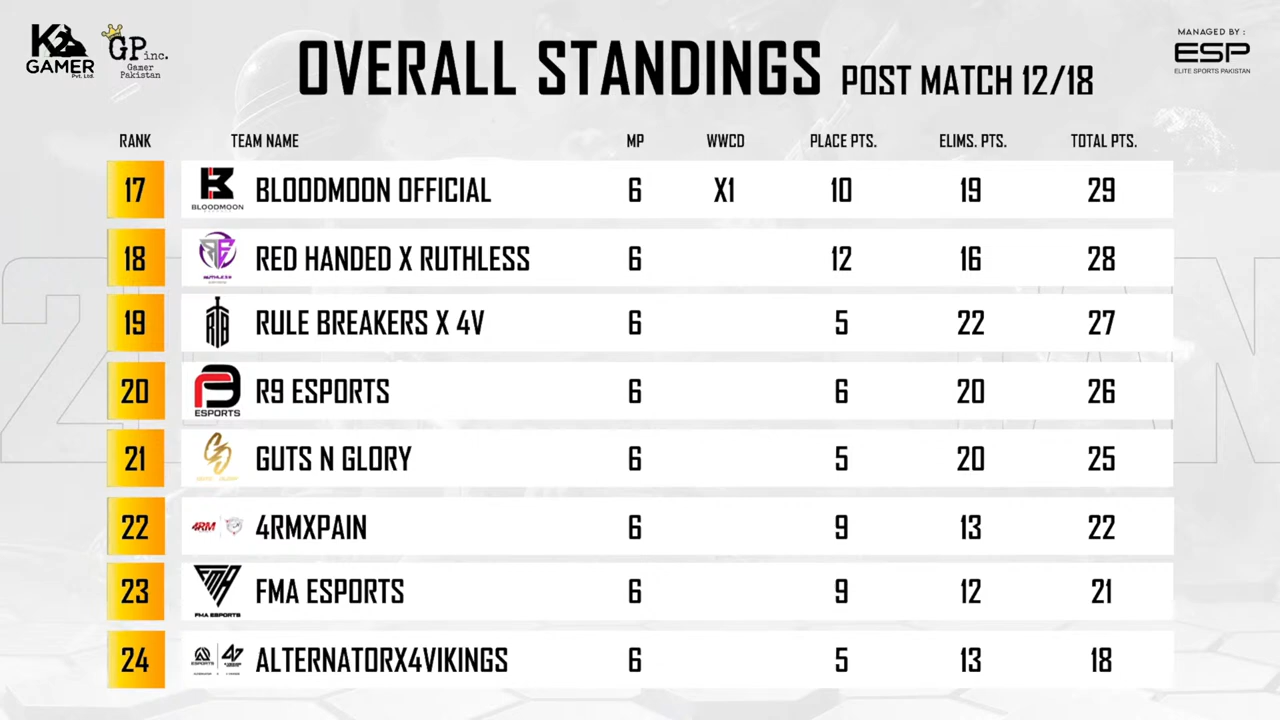 K2 GAMER Pvt. Ltd.
GP inc.
Gamer Pakistan
OVERALL STANDINGS POST MATCH 12/18
MANAGED BY :
ESP
ELITE SPORTS PAKISTAN
RANK TEAM NAME MP WWCD PLACE PTS. ELIMS. PTS. TOTAL PTS.
17 BLOODMOON BLOODMOON OFFICIAL 6 X1 10 19 29
18 RUTHLESS RED HANDED X RUTHLESS 6 12 16 28
19 RTB RULE BREAKERS X 4V 6 5 22 27
20 ESPORTS R9 ESPORTS 6 6 20 26
21 GUTS N GLORY 6 5 20 25
22 4RM 4RMXPAIN 6 9 13 22
23 FMA FMA ESPORTS FMA ESPORTS 6 9 12 21
24 ESPORTS 47 ALTERNATORX4VIKINGS 6 5 13 18